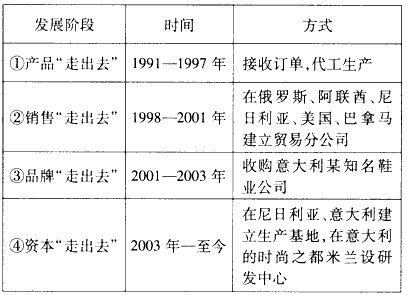 发展阶段 时间 方式
①产品“走出去” 1991—1997年 接收订单,代工生产
②销售“走出去” 1998—2001年 在俄罗斯、阿联酋、尼
日利亚、美国、巴拿马
建立贸易分公司
③品牌“走出去” 2001—2003年 收购意大利某知名鞋
业公司
④资本“走出去” 2003年—至今 在尼日利亚、意大利建
立生产基地,在意大利
的时尚之都米兰设研
发中心